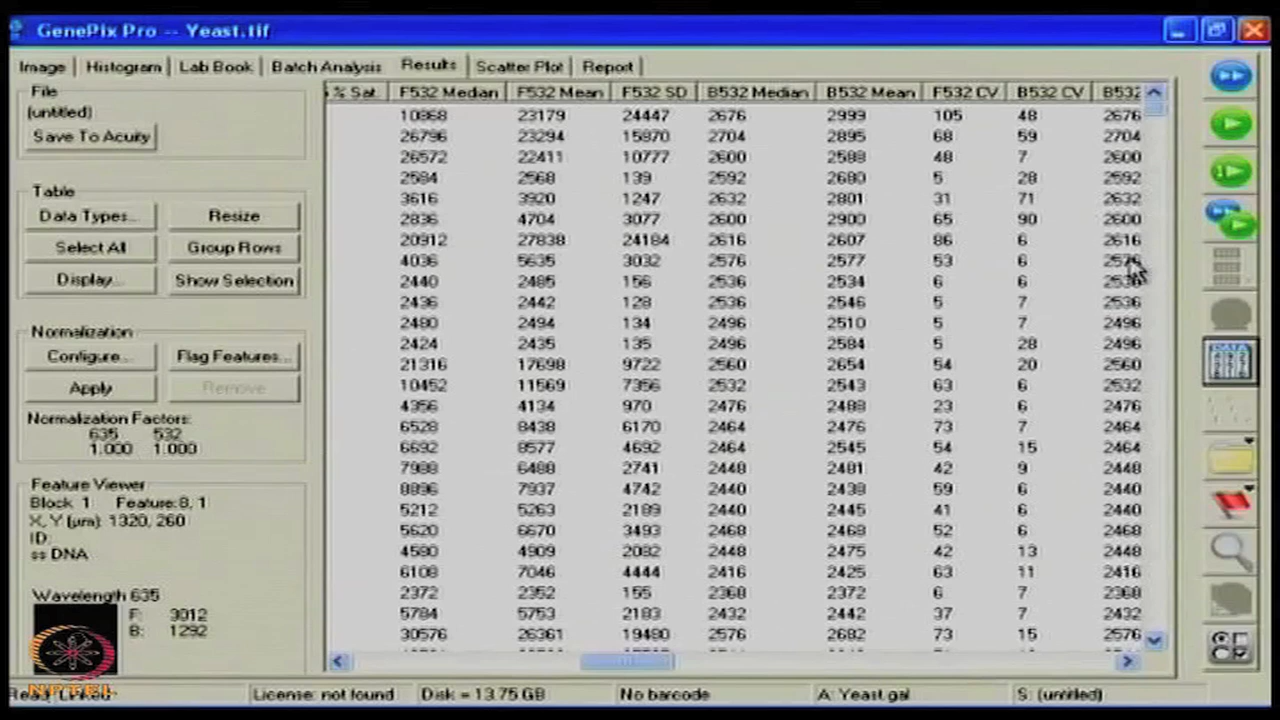 GenePix Pro -- Yeast.tif
Image Histogram Lab Book Batch Analysis Results Scatter Plot Report
File
(untitled)
Save To Acuity
Table
Data Types... Resize
Select All Group Rows
Display... Show Selection
Normalization
Configure... Flag Features...
Apply Remove
Normalization Factors:
635 532
1.000 1.000
Feature Viewer
Block: 1 Feature: 8, 1
X, Y (µm): 1320, 260
ID:
ss DNA
Wavelength 635
F: 3012
B: 1292
% Sat. F532 Median F532 Mean F532 SD B532 Median B532 Mean F532 CV B532 CV B532
10868 23179 24447 2676 2999 105 48 2676
26796 23294 15870 2704 2895 68 59 2704
26572 22411 10777 2600 2588 48 7 2600
2584 2568 139 2592 2680 5 28 2592
3616 3920 1247 2632 2801 31 71 2632
2836 4704 3077 2600 2900 65 90 2600
20912 27838 24184 2616 2607 86 6 2616
4036 5635 3032 2576 2577 53 6 2576
2440 2485 156 2536 2534 6 6 2536
2436 2442 128 2536 2546 5 7 2536
2480 2494 134 2496 2510 5 7 2496
2424 2435 135 2496 2584 5 28 2496
21316 17698 9722 2560 2654 54 20 2560
10452 11569 7356 2532 2543 63 6 2532
4356 4134 970 2476 2488 23 6 2476
6528 8438 6170 2464 2476 73 7 2464
6692 8577 4692 2464 2545 54 15 2464
7988 6488 2741 2448 2481 42 9 2448
8896 7937 4742 2440 2438 59 6 2440
5212 5263 2189 2440 2445 41 6 2440
5620 6670 3493 2468 2468 52 6 2468
4580 4909 2082 2448 2475 42 13 2448
6108 7046 4444 2416 2425 63 11 2416
2372 2352 155 2368 2372 6 7 2368
5784 5753 2183 2432 2442 37 7 2432
30576 26361 19480 2576 2682 73 15 2576
DATA
NPTEL
License: not found Disk = 13.75 GB No barcode A: Yeast.gal S: (untitled)